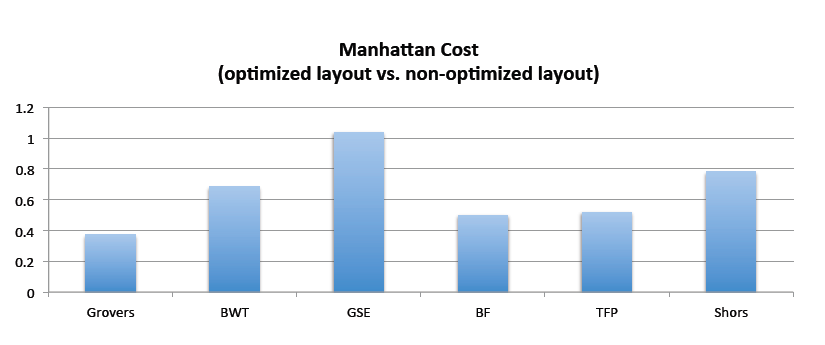 Manhattan Cost
(optimized layout vs. non-optimized layout)
1.2
1
0.8
0.6
0.4
0.2
0
Grovers BWT GSE BF TFP Shors